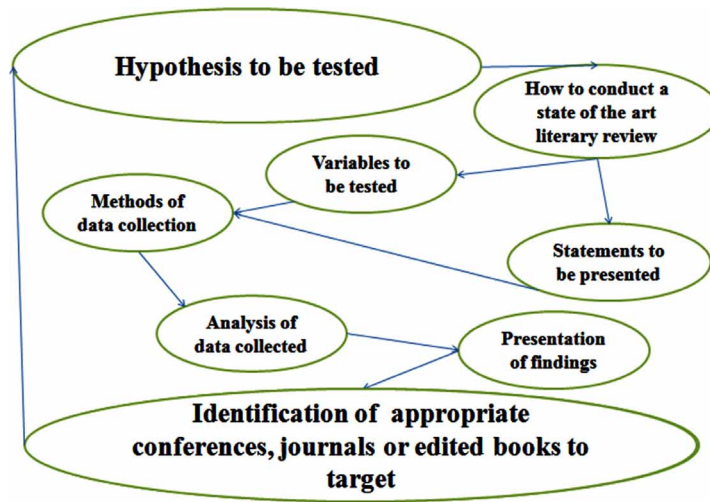 Hypothesis to be tested
How to conduct a
state of the art
literary review
Variables to
be tested
Methods of
data collection
Statements to
be presented
Analysis of
data collected
Presentation
of findings
Identification of appropriate
conferences, journals or edited books to
target